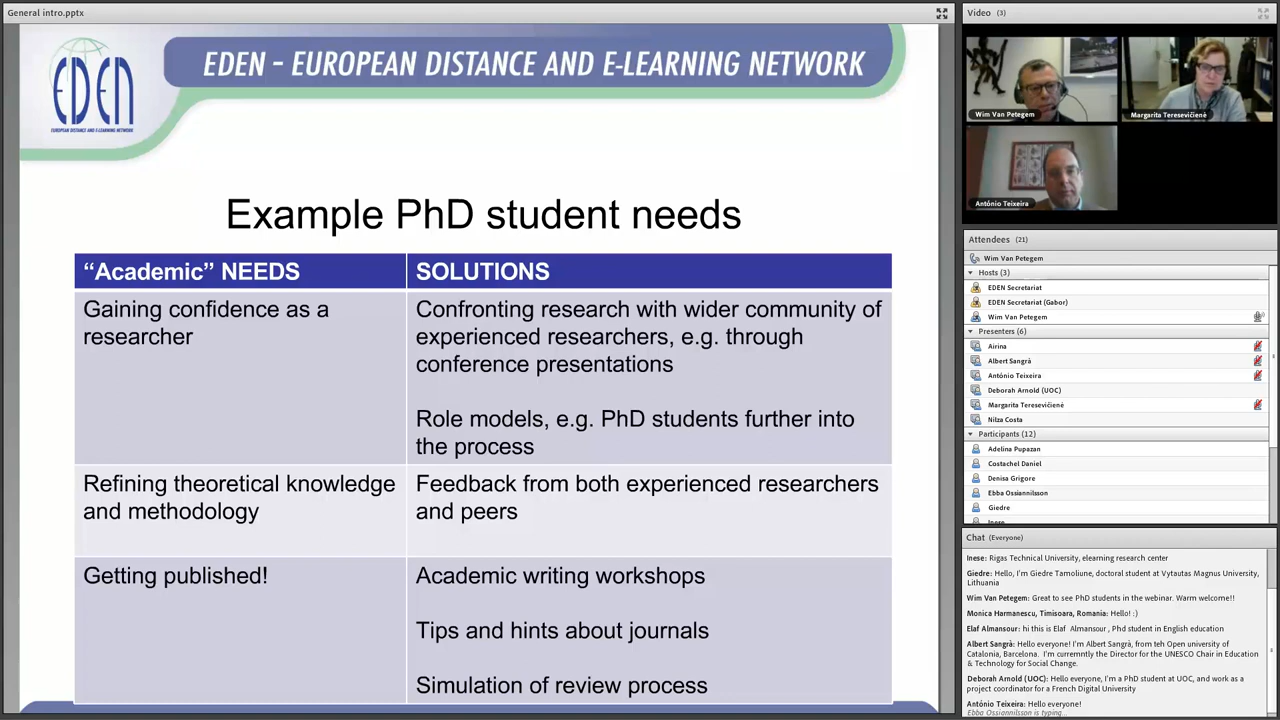 General intro.pptx
EDEN
EUROPEAN DISTANCE AND E-LEARNING NETWORK
EDEN – EUROPEAN DISTANCE AND E-LEARNING NETWORK
Example PhD student needs
“Academic” NEEDS
SOLUTIONS
Gaining confidence as a
researcher
Confronting research with wider community of
experienced researchers, e.g. through
conference presentations
Role models, e.g. PhD students further into
the process
Refining theoretical knowledge
and methodology
Feedback from both experienced researchers
and peers
Getting published!
Academic writing workshops
Tips and hints about journals
Simulation of review process
Video (3)
Wim Van Petegem
Margarita Teresevičienė
António Teixeira
Attendees (21)
Wim Van Petegem
Hosts (3)
EDEN Secretariat
EDEN Secretariat (Gabor)
Wim Van Petegem
Presenters (6)
Airina
Albert Sangrà
António Teixeira
Deborah Arnold (UOC)
Margarita Teresevičienė
Nilza Costa
Participants (12)
Adelina Pupazan
Costachel Daniel
Denisa Grigore
Ebba Ossiannilsson
Giedre
Inese
Chat (Everyone)
Inese: Rigas Technical University, elearning research center
Giedre: Hello, I'm Giedre Tamoliune, doctoral student at Vytautas Magnus University,
Lithuania
Wim Van Petegem: Great to see PhD students in the webinar. Warm welcome!!
Monica Harmanescu, Timisoara, Romania: Hello! :)
Elaf Almansour: hi this is Elaf Almansour , Phd student in English education
Albert Sangrà: Hello everyone! I'm Albert Sangrà, from teh Open university of
Catalonia, Barcelona. I'm curremntly the Director for the UNESCO Chair in Education
& Technology for Social Change.
Deborah Arnold (UOC): Hello everyone, I'm a PhD student at UOC, and work as a
project coordinator for a French Digital University
António Teixeira: Hello everyone!
Ebba Ossiannilsson is typing...